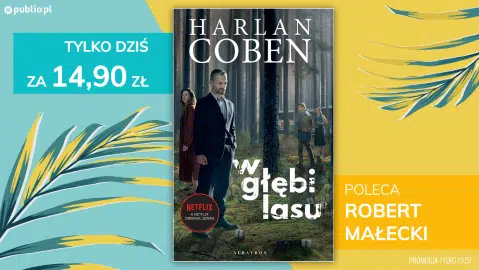 publio.pl
TYLKO DZIŚ
ZA 14,90 ZŁ
HARLAN
COBEN
w
głębi
lasu
NETFLIX
A NETFLIX
ORIGINAL SERIES
ALBATROS
POLECA
ROBERT
MAŁECKI